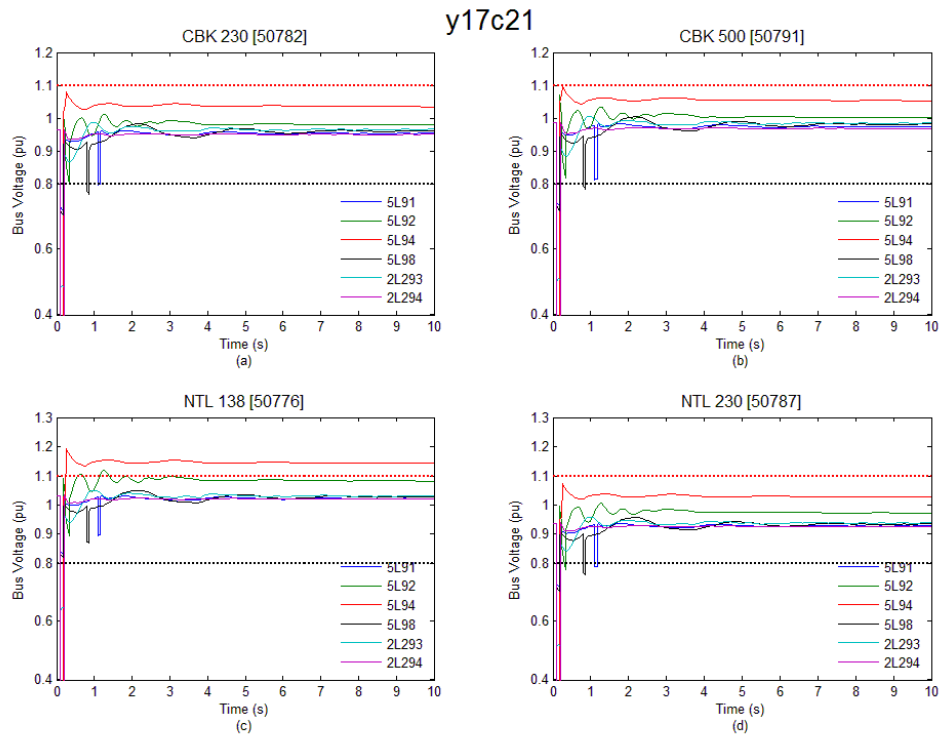 y17c21
CBK 230 [50782]
Bus Voltage (pu)
1.2
1.1
1
0.9
0.8
0.6
0.4
5L91
5L92
5L94
5L98
2L293
2L294
0 1 2 3 4 5 6 7 8 9 10
Time (s)
(a)
CBK 500 [50791]
Bus Voltage (pu)
1.2
1.1
1
0.9
0.8
0.6
0.4
5L91
5L92
5L94
5L98
2L293
2L294
0 1 2 3 4 5 6 7 8 9 10
Time (s)
(b)
NTL 138 [50776]
Bus Voltage (pu)
1.3
1.2
1.1
1
0.9
0.8
0.6
0.4
5L91
5L92
5L94
5L98
2L293
2L294
0 1 2 3 4 5 6 7 8 9 10
Time (s)
(c)
NTL 230 [50787]
Bus Voltage (pu)
1.3
1.2
1.1
1
0.9
0.8
0.6
0.4
5L91
5L92
5L94
5L98
2L293
2L294
0 1 2 3 4 5 6 7 8 9 10
Time (s)
(d)